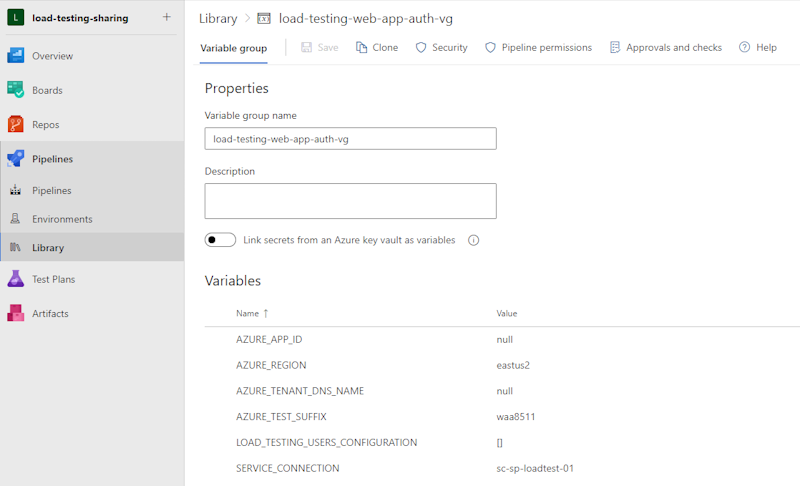 L load-testing-sharing +
Overview
Boards
Repos
Pipelines
Pipelines
Environments
Library
Test Plans
Artifacts
Library > load-testing-web-app-auth-vg
Variable group Save Clone Security Pipeline permissions Approvals and checks Help
Properties
Variable group name
load-testing-web-app-auth-vg
Description
Link secrets from an Azure key vault as variables
Variables
Name ↑ Value
AZURE_APP_ID null
AZURE_REGION eastus2
AZURE_TENANT_DNS_NAME null
AZURE_TEST_SUFFIX waa8511
LOAD_TESTING_USERS_CONFIGURATION []
SERVICE_CONNECTION sc-sp-loadtest-01